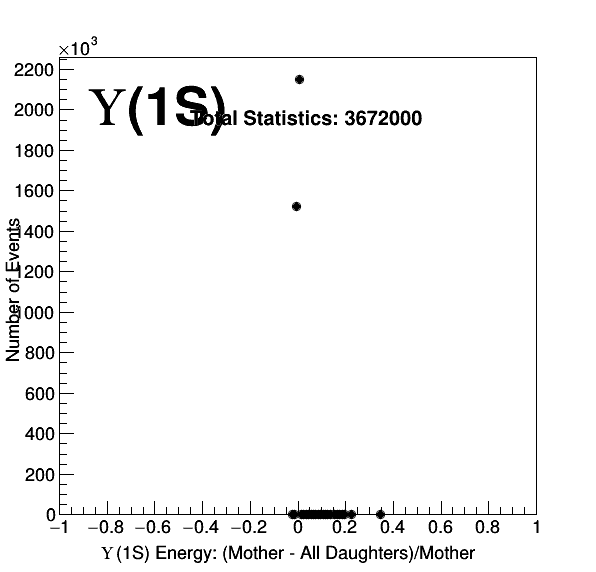 ×10³
Υ(1S)
Total Statistics: 3672000
Number of Events
2200
2000
1800
1600
1400
1200
1000
800
600
400
200
0
−1 −0.8 −0.6 −0.4 −0.2 0 0.2 0.4 0.6 0.8 1
Υ(1S) Energy: (Mother - All Daughters)/Mother